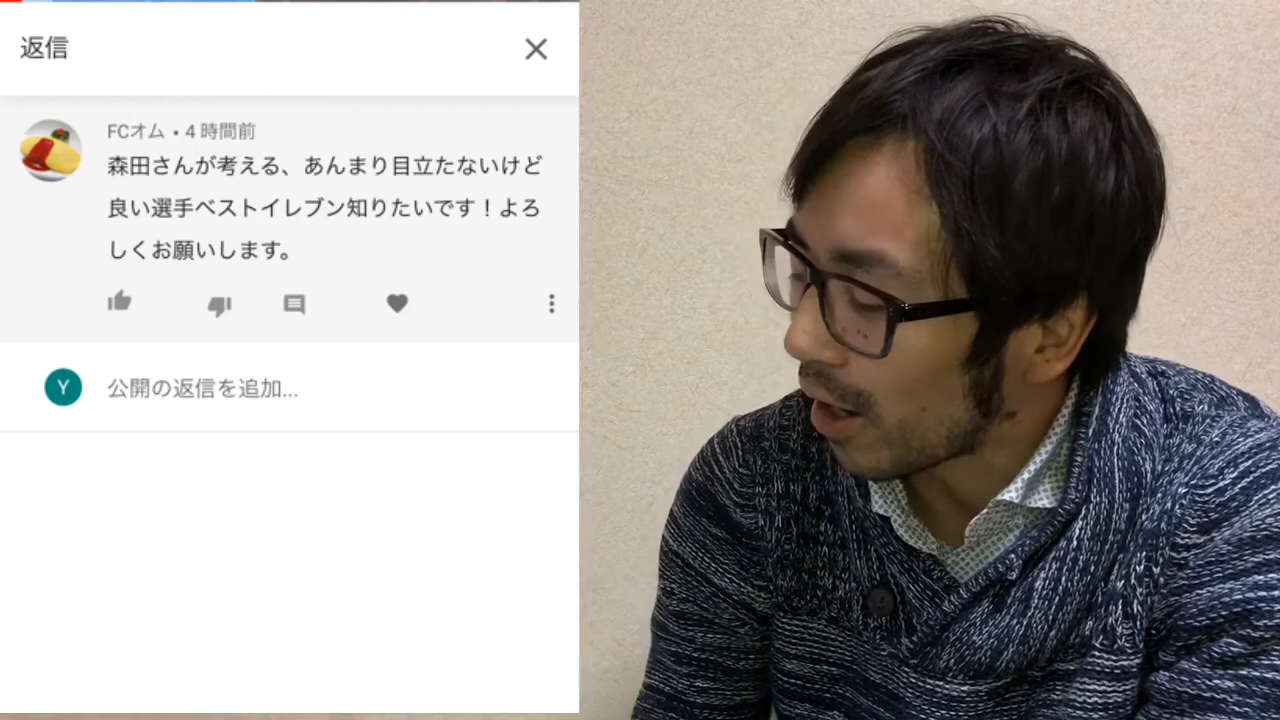 返信
FCオム • 4 時間前
森田さんが考える、あんまり目立たないけど
良い選手ベストイレブン知りたいです！よろ
しくお願いします。
Y
公開の返信を追加...